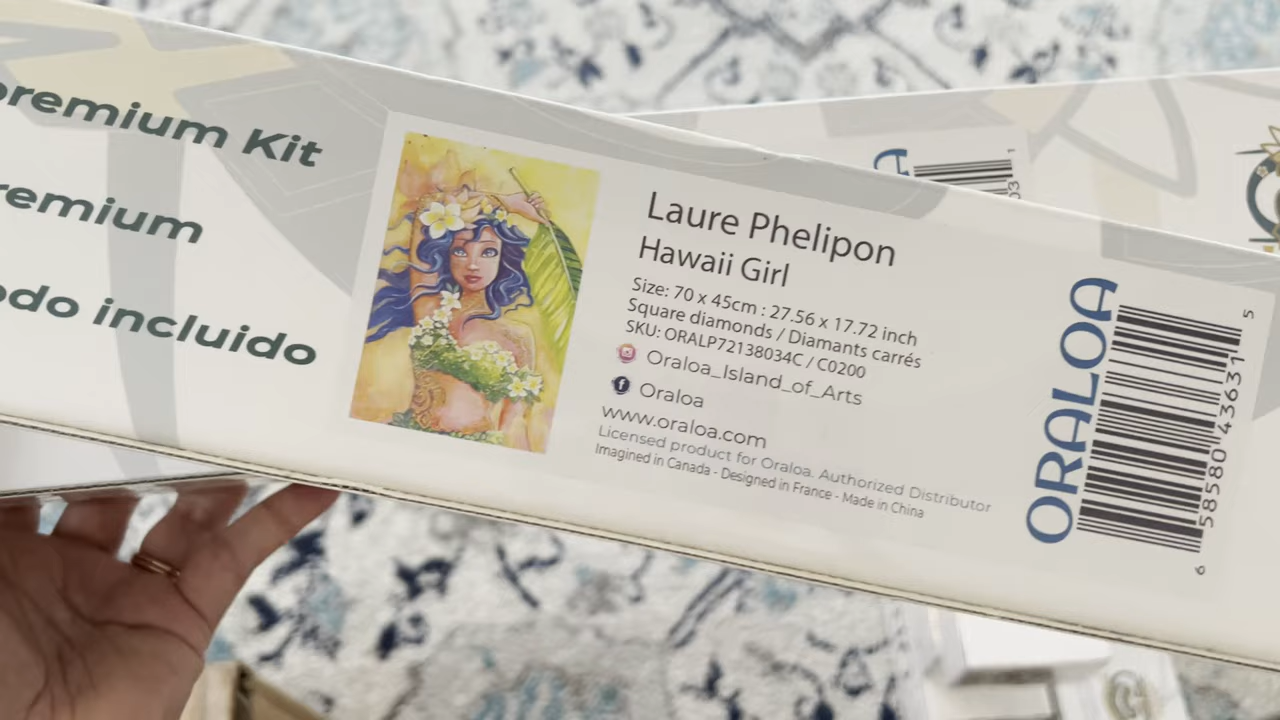 premium Kit
remium
odo incluido
Laure Phelipon
Hawaii Girl
Size: 70 x 45cm : 27.56 x 17.72 inch
Square diamonds / Diamants carrés
SKU: ORALP72138034C / C0200
Oraloa_Island_of_Arts
Oraloa
www.oraloa.com
Licensed product for Oraloa. Authorized Distributor
Imagined in Canada - Designed in France - Made in China
ORALOA
6 58580 43631 5
A
03 1